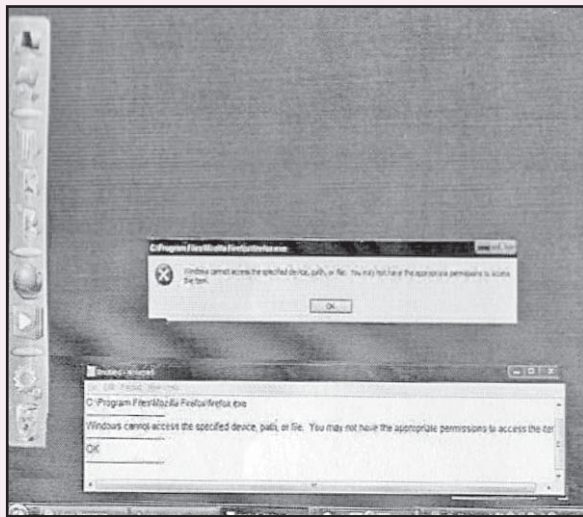 C:\Program Files\Mozilla Firefox\firefox.exe
Windows cannot access the specified device, path, or file. You may not have the appropriate permissions to access
the item.
OK
Untitled - Notepad
C:\Program Files\Mozilla Firefox\firefox.exe
Windows cannot access the specified device, path, or file. You may not have the appropriate permissions to access the iter
OK